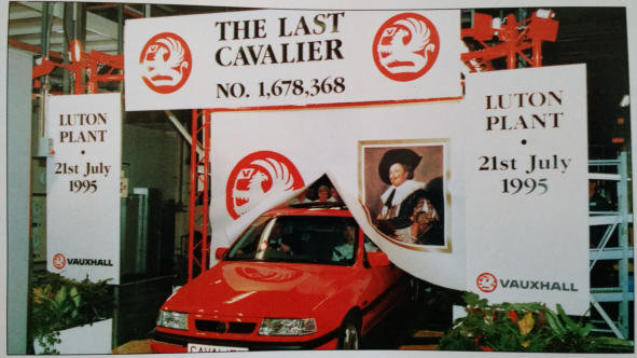 THE LAST
CAVALIER
NO. 1,678,368
LUTON
PLANT
•
21st July
1995
VAUXHALL
LUTON
PLANT
•
21st July
1995
VAUXHALL
CAVALIER